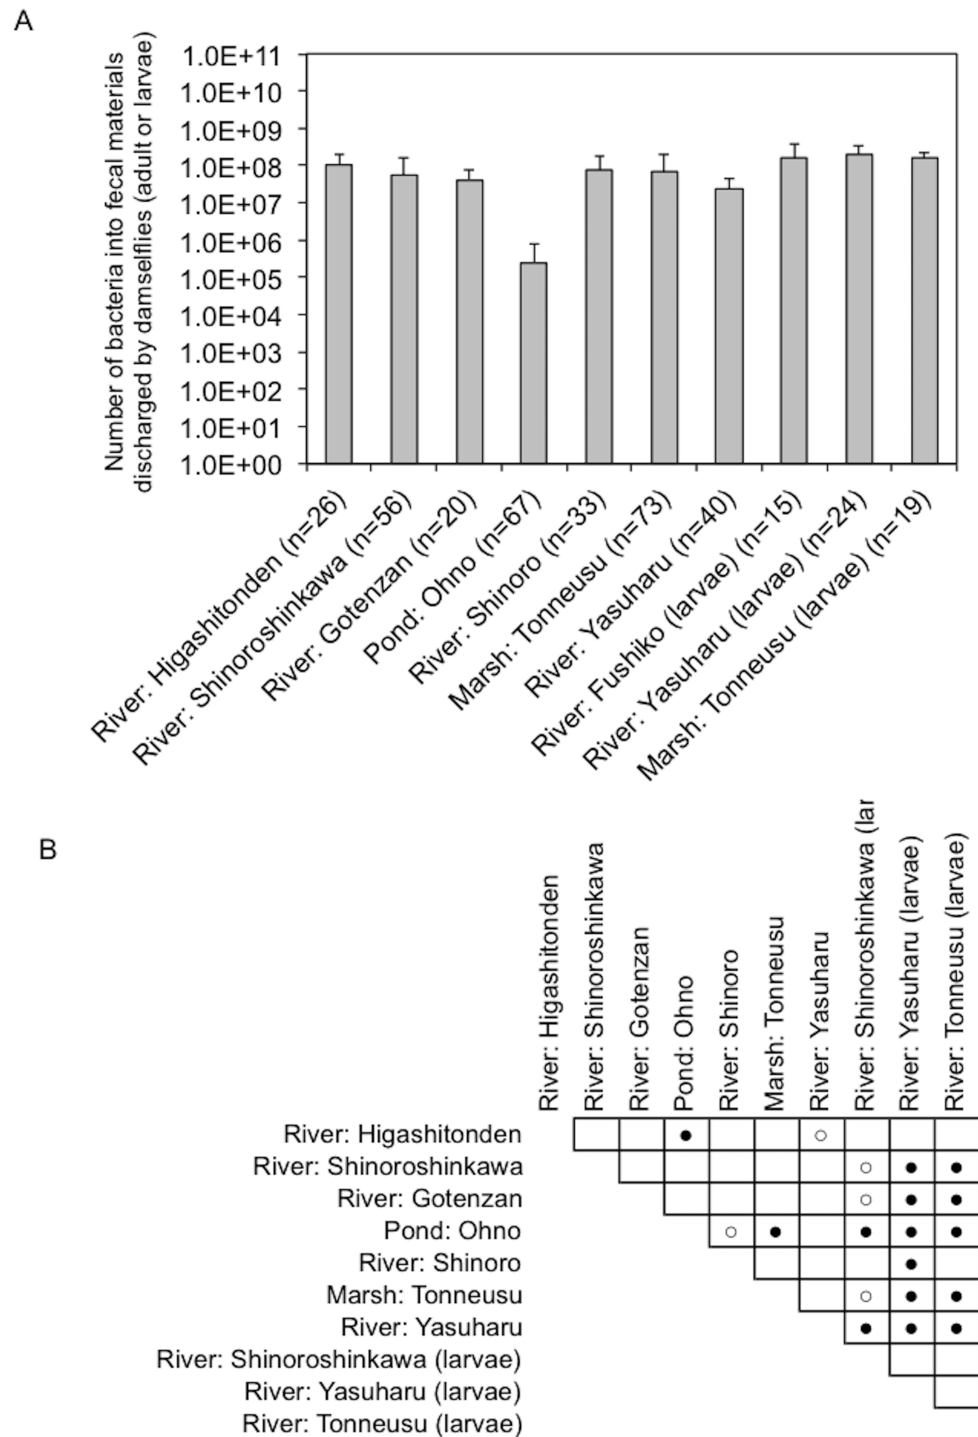 A
Number of bacteria into fecal materials
discharged by damselflies (adult or larvae)
1.0E+11
1.0E+10
1.0E+09
1.0E+08
1.0E+07
1.0E+06
1.0E+05
1.0E+04
1.0E+03
1.0E+02
1.0E+01
1.0E+00
River: Higashitonden (n=26)
River: Shinoroshinkawa (n=56)
River: Gotenzan (n=20)
Pond: Ohno (n=67)
River: Shinoro (n=33)
Marsh: Tonneusu (n=73)
River: Yasuharu (n=40)
River: Fushiko (larvae) (n=15)
River: Yasuharu (larvae) (n=24)
Marsh: Tonneusu (larvae) (n=19)
B
River: Higashitonden
River: Shinoroshinkawa
River: Gotenzan
Pond: Ohno
River: Shinoro
Marsh: Tonneusu
River: Yasuharu
River: Shinoroshinkawa (lar
River: Yasuharu (larvae)
River: Tonneusu (larvae)
River: Higashitonden
River: Shinoroshinkawa
River: Gotenzan
Pond: Ohno
River: Shinoro
Marsh: Tonneusu
River: Yasuharu
River: Shinoroshinkawa (larvae)
River: Yasuharu (larvae)
River: Tonneusu (larvae)